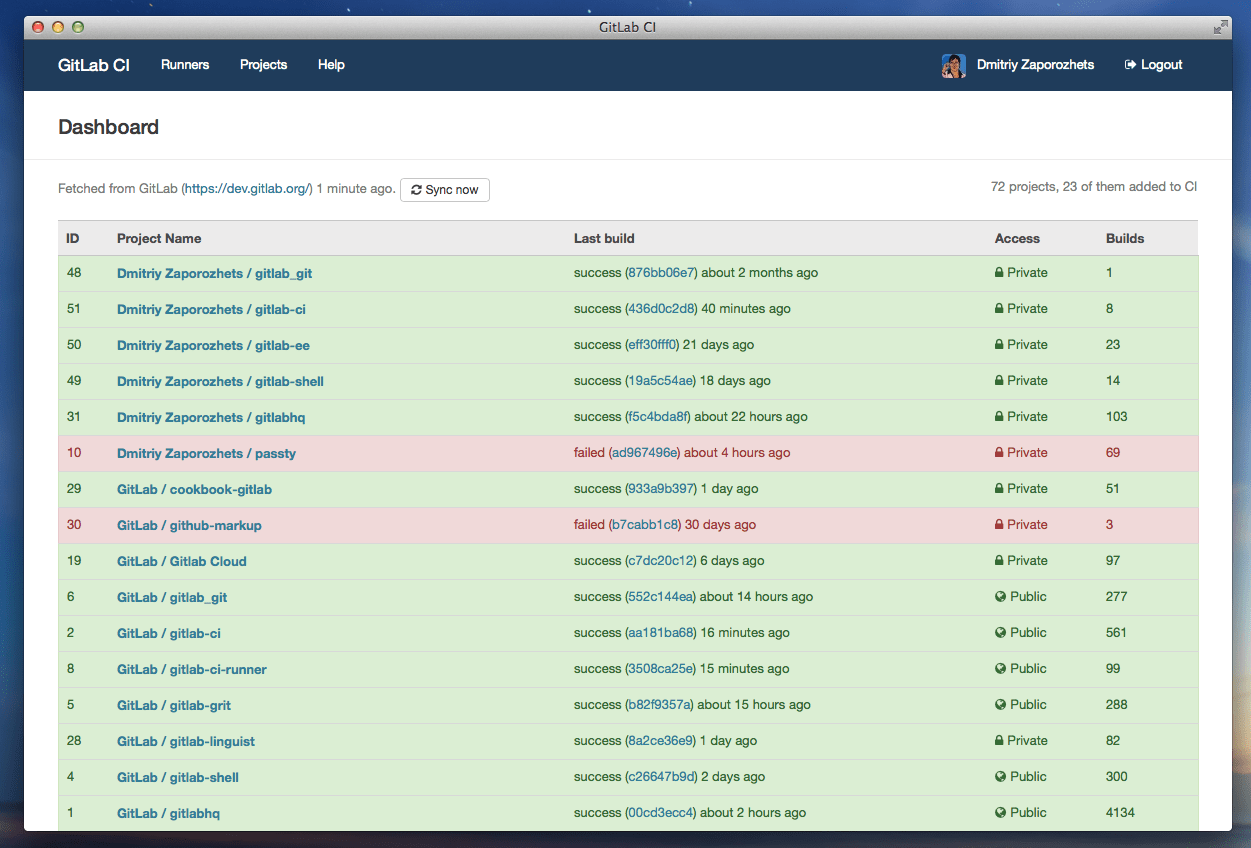 GitLab CI
GitLab CI Runners Projects Help Dmitriy Zaporozhets Logout
Dashboard
Fetched from GitLab (https://dev.gitlab.org/) 1 minute ago. Sync now 72 projects, 23 of them added to CI
ID Project Name Last build Access Builds
48 Dmitriy Zaporozhets / gitlab_git success (876bb06e7) about 2 months ago Private 1
51 Dmitriy Zaporozhets / gitlab-ci success (436d0c2d8) 40 minutes ago Private 8
50 Dmitriy Zaporozhets / gitlab-ee success (eff30fff0) 21 days ago Private 23
49 Dmitriy Zaporozhets / gitlab-shell success (19a5c54ae) 18 days ago Private 14
31 Dmitriy Zaporozhets / gitlabhq success (f5c4bda8f) about 22 hours ago Private 103
10 Dmitriy Zaporozhets / passty failed (ad967496e) about 4 hours ago Private 69
29 GitLab / cookbook-gitlab success (933a9b397) 1 day ago Private 51
30 GitLab / github-markup failed (b7cabb1c8) 30 days ago Private 3
19 GitLab / Gitlab Cloud success (c7dc20c12) 6 days ago Private 97
6 GitLab / gitlab_git success (552c144ea) about 14 hours ago Public 277
2 GitLab / gitlab-ci success (aa181ba68) 16 minutes ago Public 561
8 GitLab / gitlab-ci-runner success (3508ca25e) 15 minutes ago Public 99
5 GitLab / gitlab-grit success (b82f9357a) about 15 hours ago Public 288
28 GitLab / gitlab-linguist success (8a2ce36e9) 1 day ago Private 82
4 GitLab / gitlab-shell success (c26647b9d) 2 days ago Public 300
1 GitLab / gitlabhq success (00cd3ecc4) about 2 hours ago Public 4134